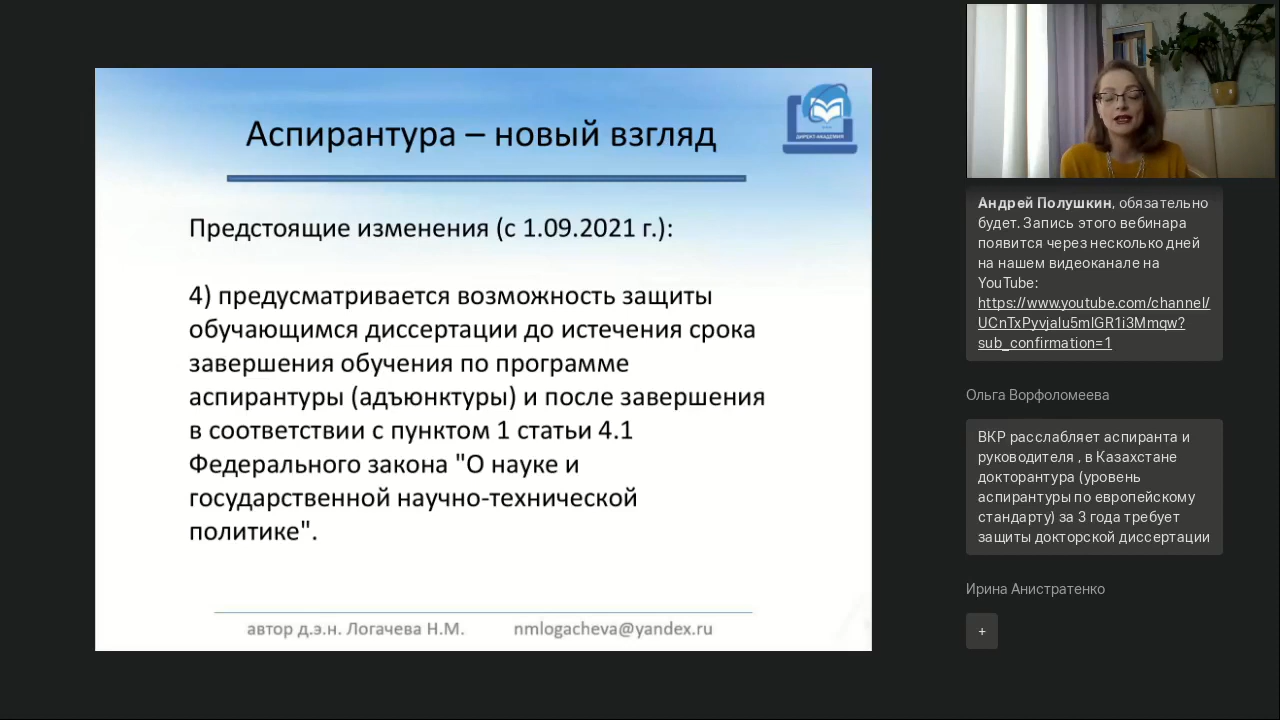 Аспирантура – новый взгляд
ДИРЕКТ-АКАДЕМИЯ
Предстоящие изменения (с 1.09.2021 г.):
4) предусматривается возможность защиты
обучающимся диссертации до истечения срока
завершения обучения по программе
аспирантуры (адъюнктуры) и после завершения
в соответствии с пунктом 1 статьи 4.1
Федерального закона "О науке и
государственной научно-технической
политике".
автор д.э.н. Логачева Н.М. nmlogacheva@yandex.ru
Андрей Полушкин, обязательно
будет. Запись этого вебинара
появится через несколько дней
на нашем видеоканале на
YouTube:
https://www.youtube.com/channel/
UCnTxPyvjalu5mlGR1i3Mmqw?
sub_confirmation=1
Ольга Ворфоломеева
ВКР расслабляет аспиранта и
руководителя , в Казахстане
докторантура (уровень
аспирантуры по европейскому
стандарту) за 3 года требует
защиты докторской диссертации
Ирина Анистратенко
+